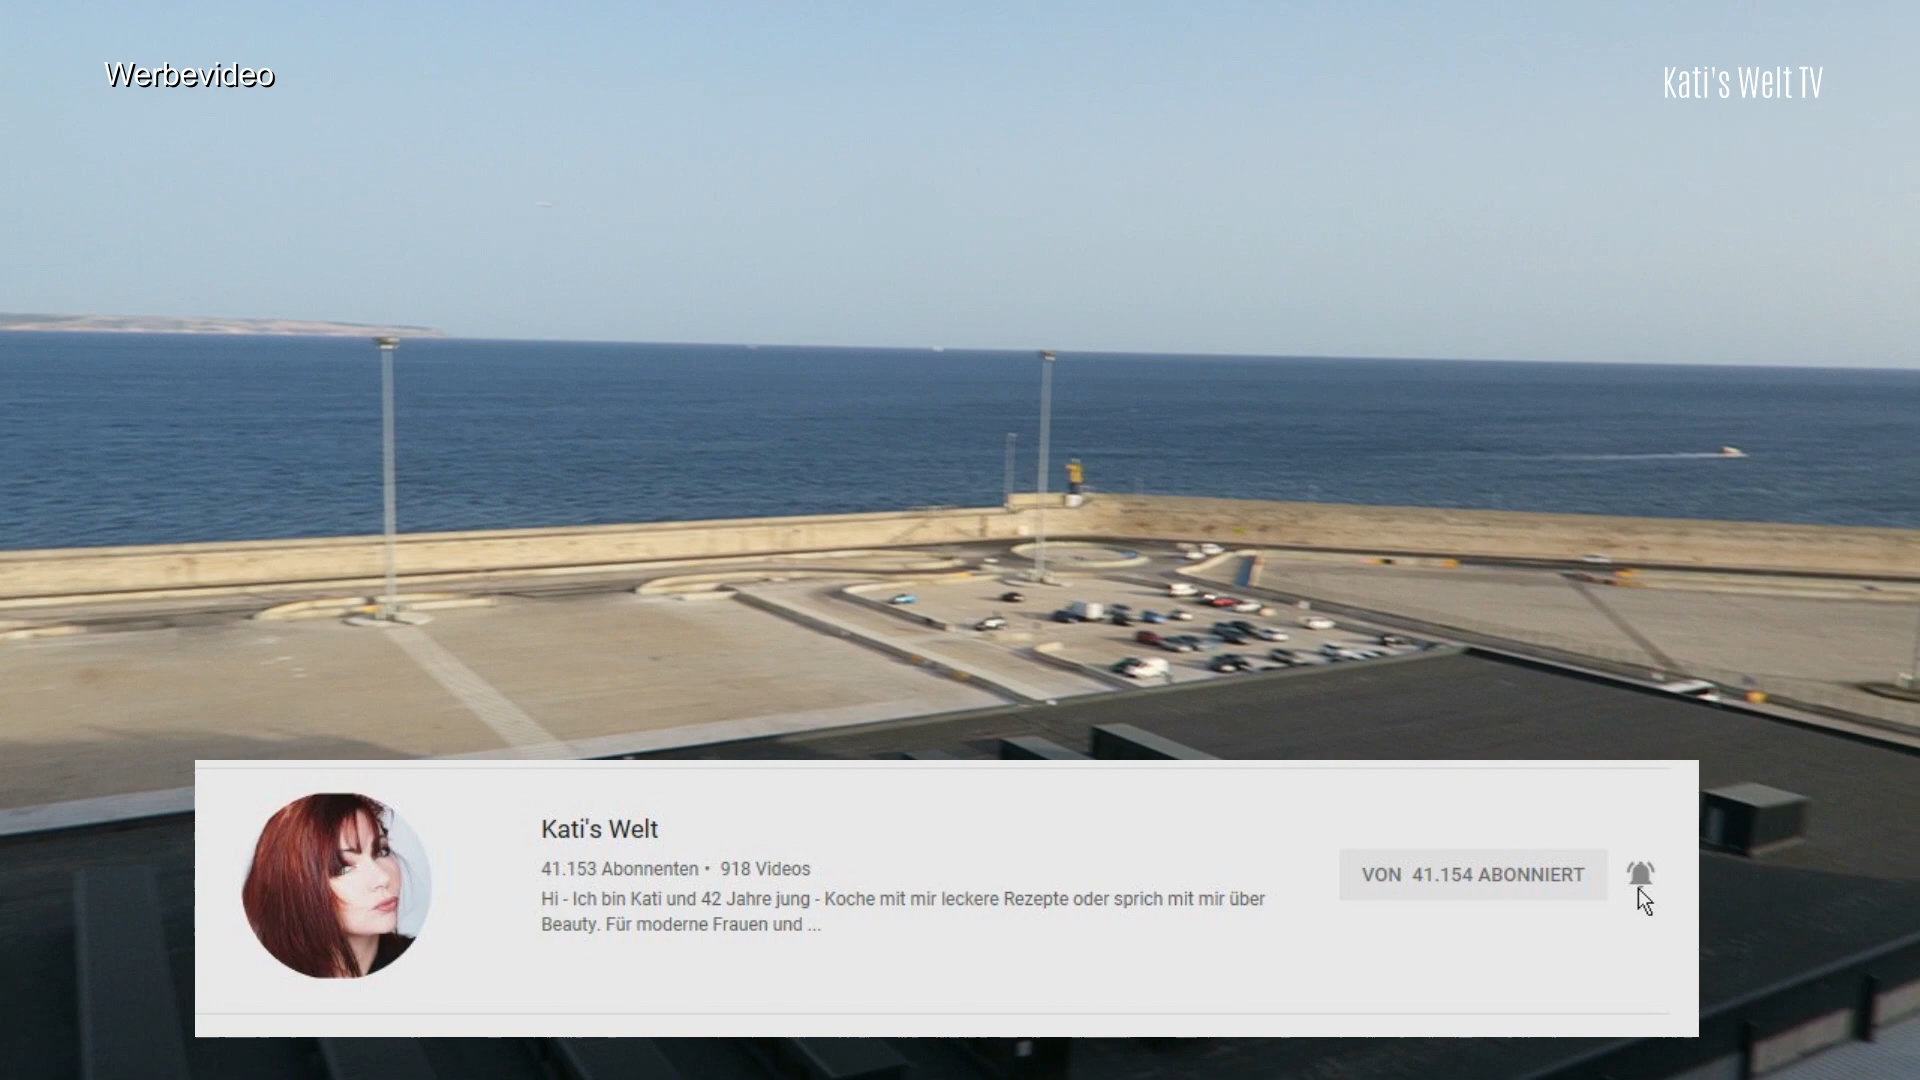 Werbevideo
Kati's Welt TV
Kati's Welt
41.153 Abonnenten • 918 Videos
Hi - Ich bin Kati und 42 Jahre jung - Koche mit mir leckere Rezepte oder sprich mit mir über
Beauty. Für moderne Frauen und ...
VON 41.154 ABONNIERT